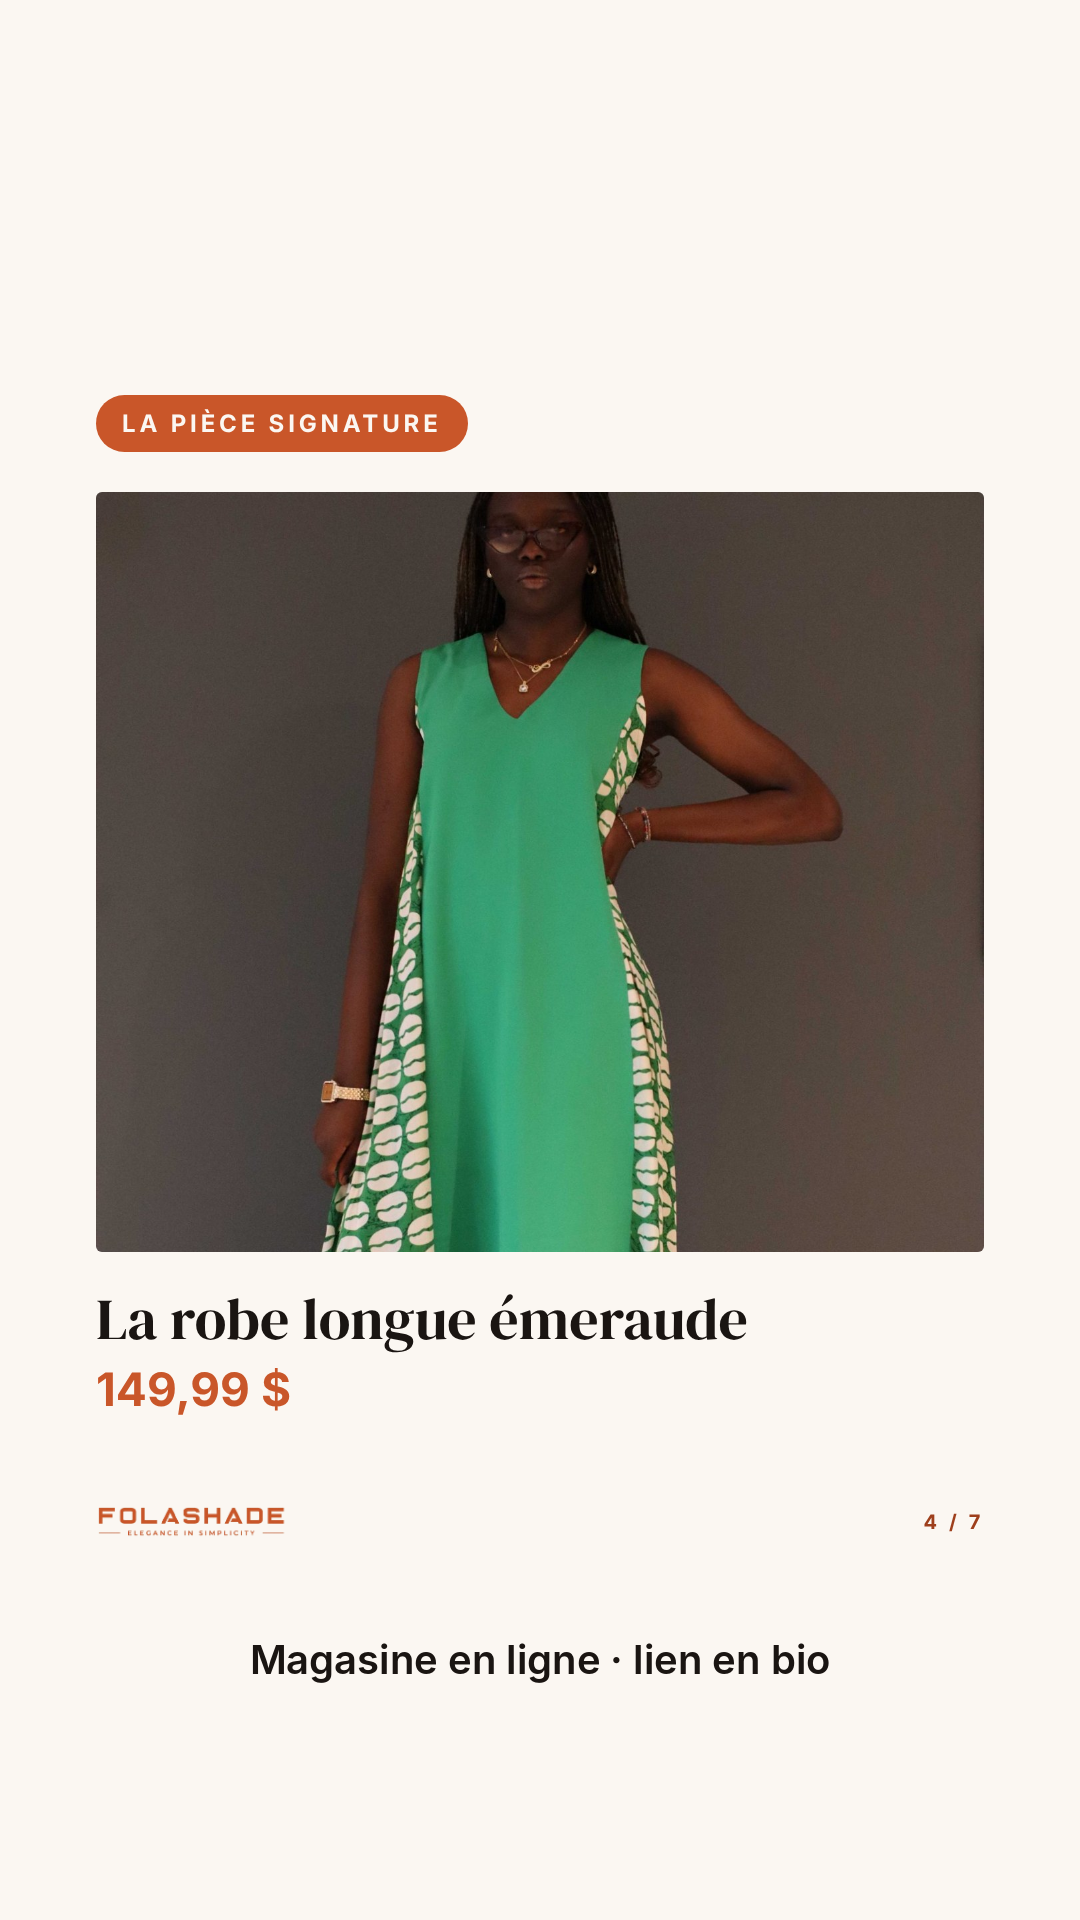 LA PIÈCE SIGNATURE
La robe longue émeraude
149,99 $
FOLASHADE
ELEGANCE IN SIMPLICITY
4 / 7
Magasine en ligne · lien en bio